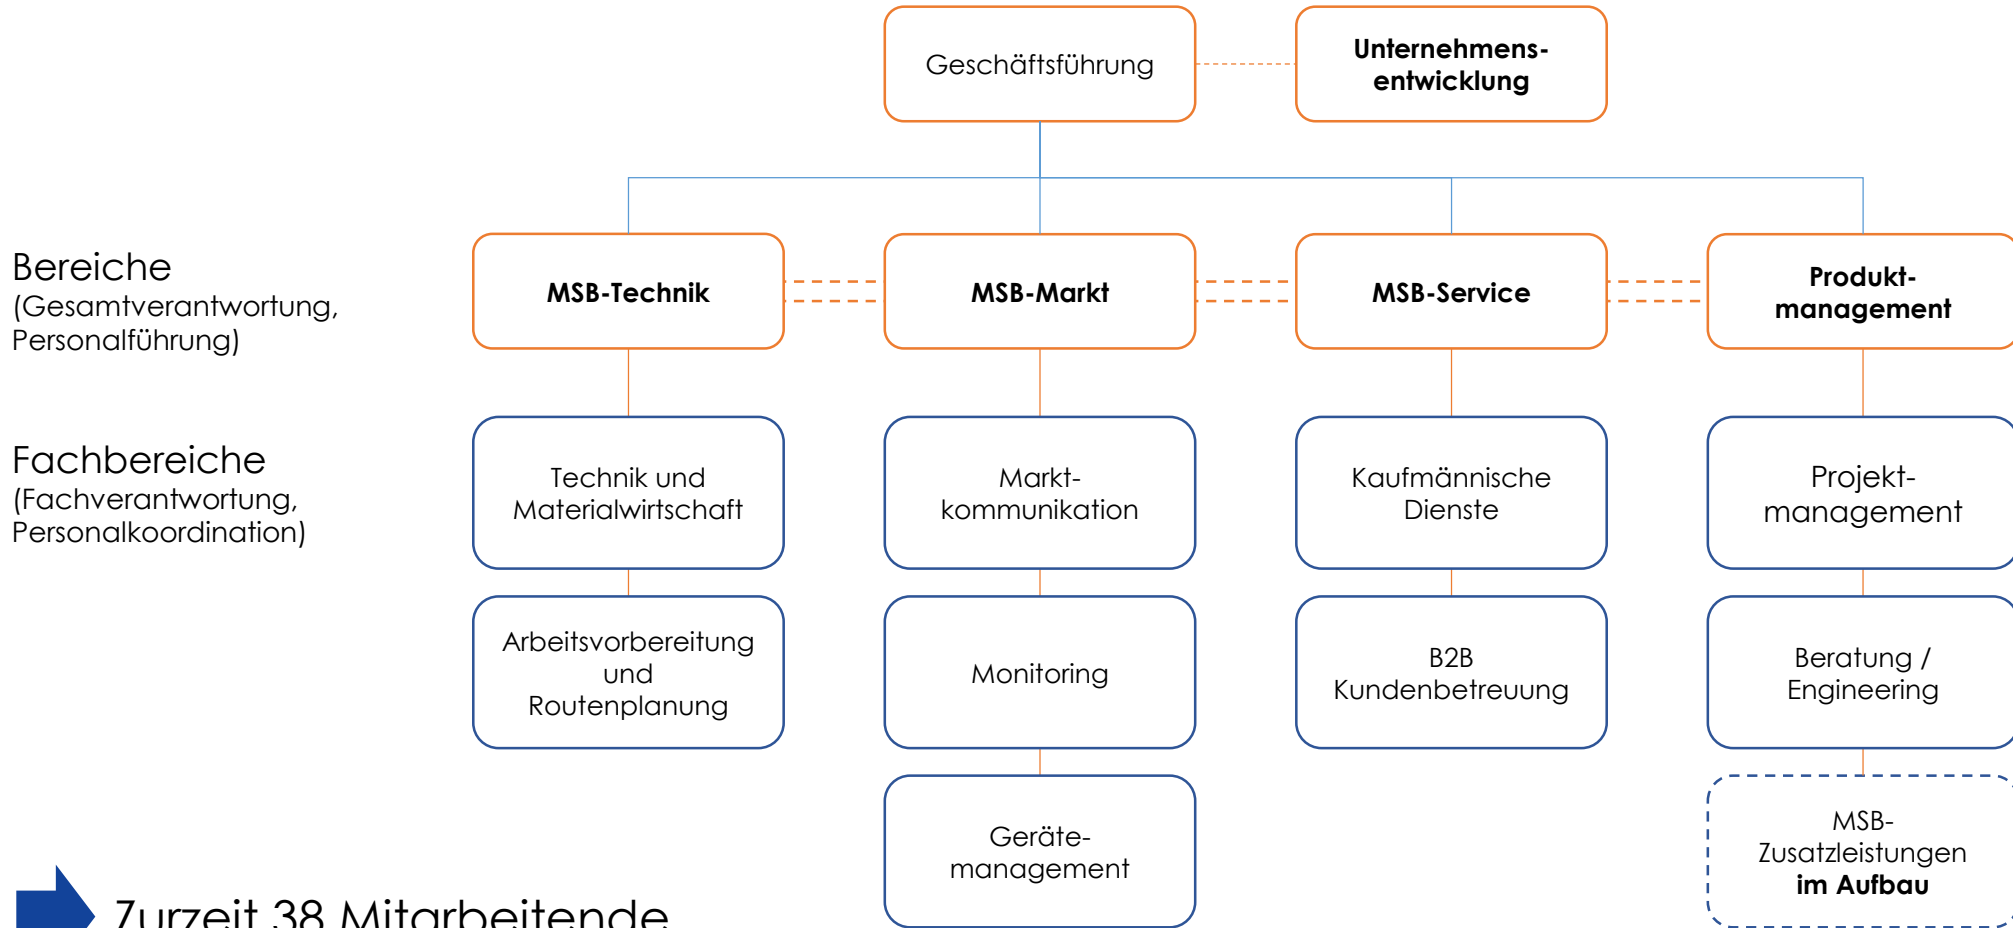 Geschäftsführung
Unternehmens-
entwicklung
Bereiche
(Gesamtverantwortung,
Personalführung)
MSB-Technik
MSB-Markt
MSB-Service
Produkt-
management
Fachbereiche
(Fachverantwortung,
Personalkoordination)
Technik und
Materialwirtschaft
Markt-
kommunikation
Kaufmännische
Dienste
Projekt-
management
Arbeitsvorbereitung
und
Routenplanung
Monitoring
B2B
Kundenbetreuung
Beratung /
Engineering
Geräte-
management
MSB-
Zusatzleistungen
im Aufbau
Zurzeit 38 Mitarbeitende